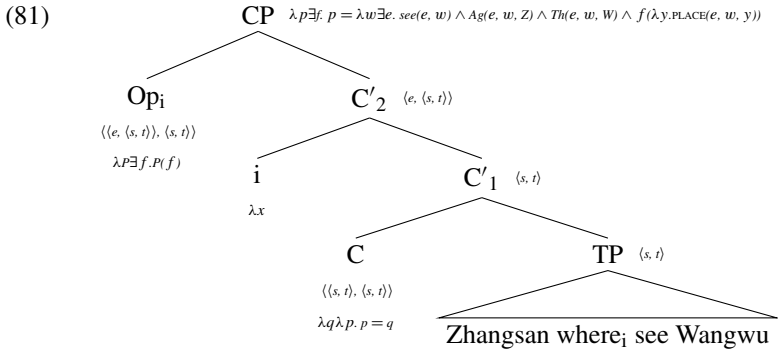 (81) CP λp∃f. p = λw∃e. see(e, w) ∧ Ag(e, w, Z) ∧ Th(e, w, W) ∧ f(λy.PLACE(e, w, y))
Opᵢ C′₂ ⟨e, ⟨s, t⟩⟩
⟨⟨e, ⟨s, t⟩⟩, ⟨s, t⟩⟩
λP∃f.P(f)
i C′₁ ⟨s, t⟩
λx
C TP ⟨s, t⟩
⟨⟨s, t⟩, ⟨s, t⟩⟩
λqλp. p = q
Zhangsan whereᵢ see Wangwu